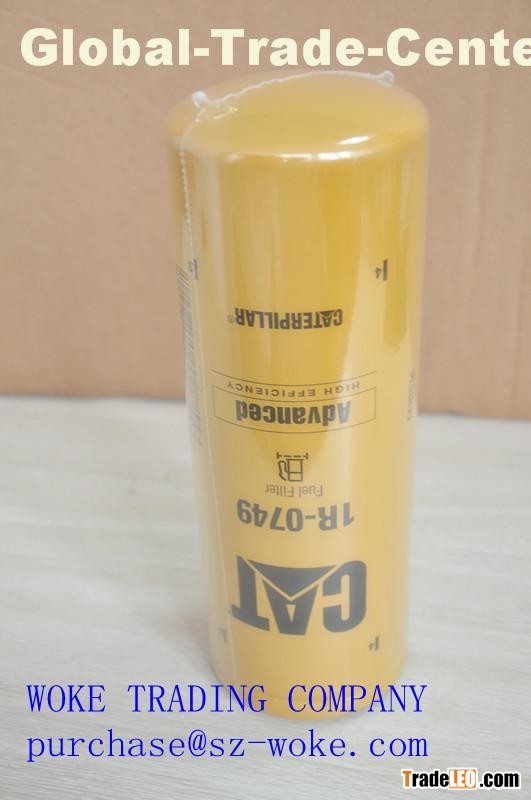 Global-Trade-Cente
CATERPILLAR®
HIGH EFFICIENCY
Advanced
Fuel Filter
1R-0749
CAT
WOKE TRADING COMPANY
purchase@sz-woke.com
TradeLEO.com